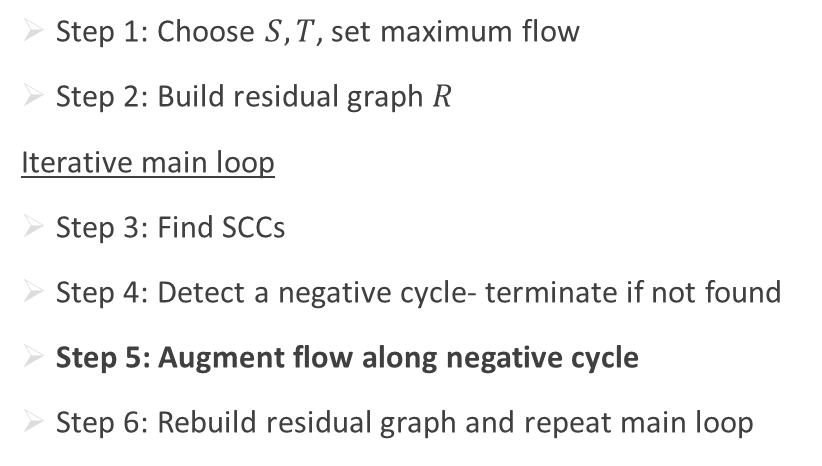 ➢ Step 1: Choose S, T, set maximum flow
➢ Step 2: Build residual graph R
Iterative main loop
➢ Step 3: Find SCCs
➢ Step 4: Detect a negative cycle- terminate if not found
➢ Step 5: Augment flow along negative cycle
➢ Step 6: Rebuild residual graph and repeat main loop